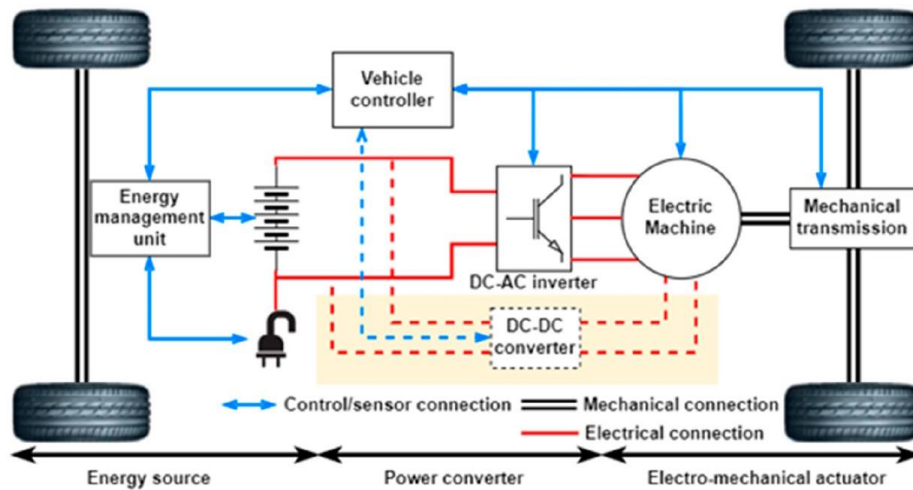 Vehicle
controller
Energy
management
unit
Electric
Machine
Mechanical
transmission
DC-AC inverter
DC-DC
converter
Control/sensor connection
Mechanical connection
Electrical connection
Energy source
Power converter
Electro-mechanical actuator